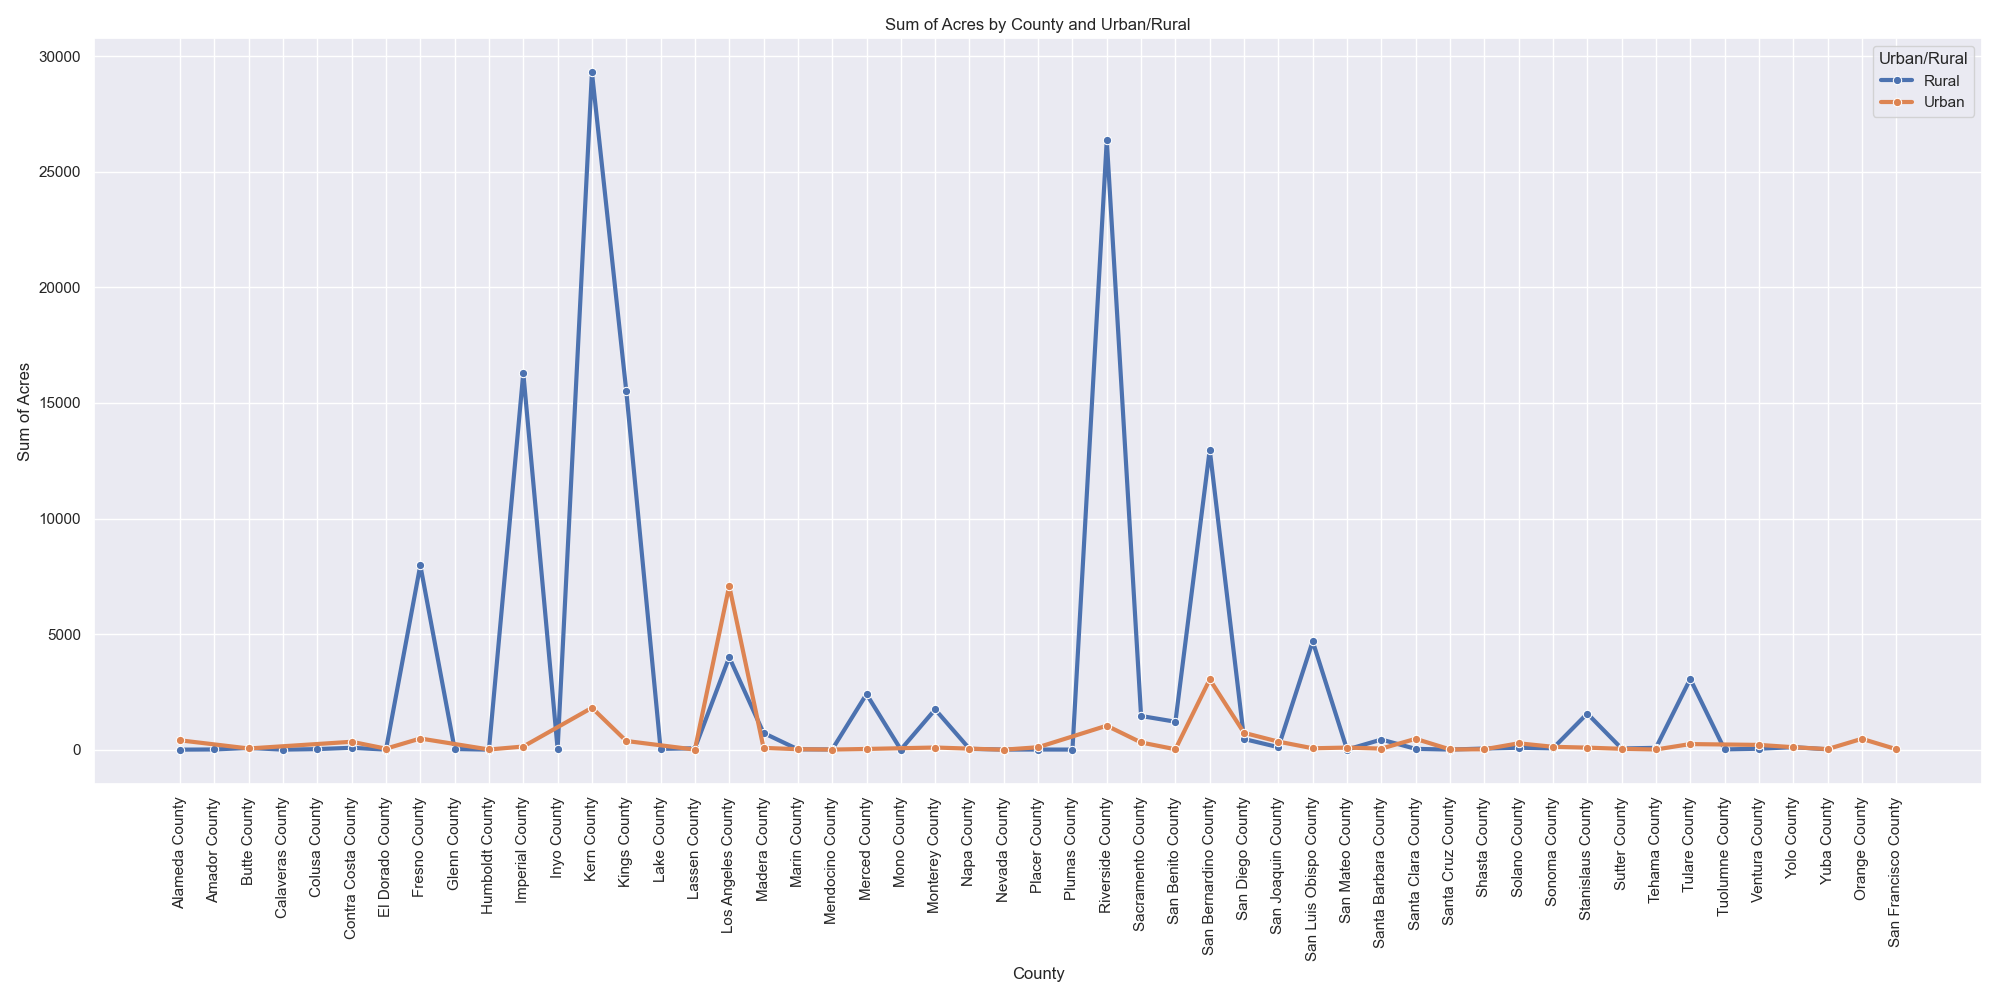 Sum of Acres by County and Urban/Rural
30000
25000
20000
15000
10000
5000
0
Sum of Acres
Urban/Rural
Rural
Urban
Alameda County
Amador County
Butte County
Calaveras County
Colusa County
Contra Costa County
El Dorado County
Fresno County
Glenn County
Humboldt County
Imperial County
Inyo County
Kern County
Kings County
Lake County
Lassen County
Los Angeles County
Madera County
Marin County
Mendocino County
Merced County
Mono County
Monterey County
Napa County
Nevada County
Placer County
Plumas County
Riverside County
Sacramento County
San Benito County
San Bernardino County
San Diego County
San Joaquin County
San Luis Obispo County
San Mateo County
Santa Barbara County
Santa Clara County
Santa Cruz County
Shasta County
Solano County
Sonoma County
Stanislaus County
Sutter County
Tehama County
Tulare County
Tuolumne County
Ventura County
Yolo County
Yuba County
Orange County
San Francisco County
County